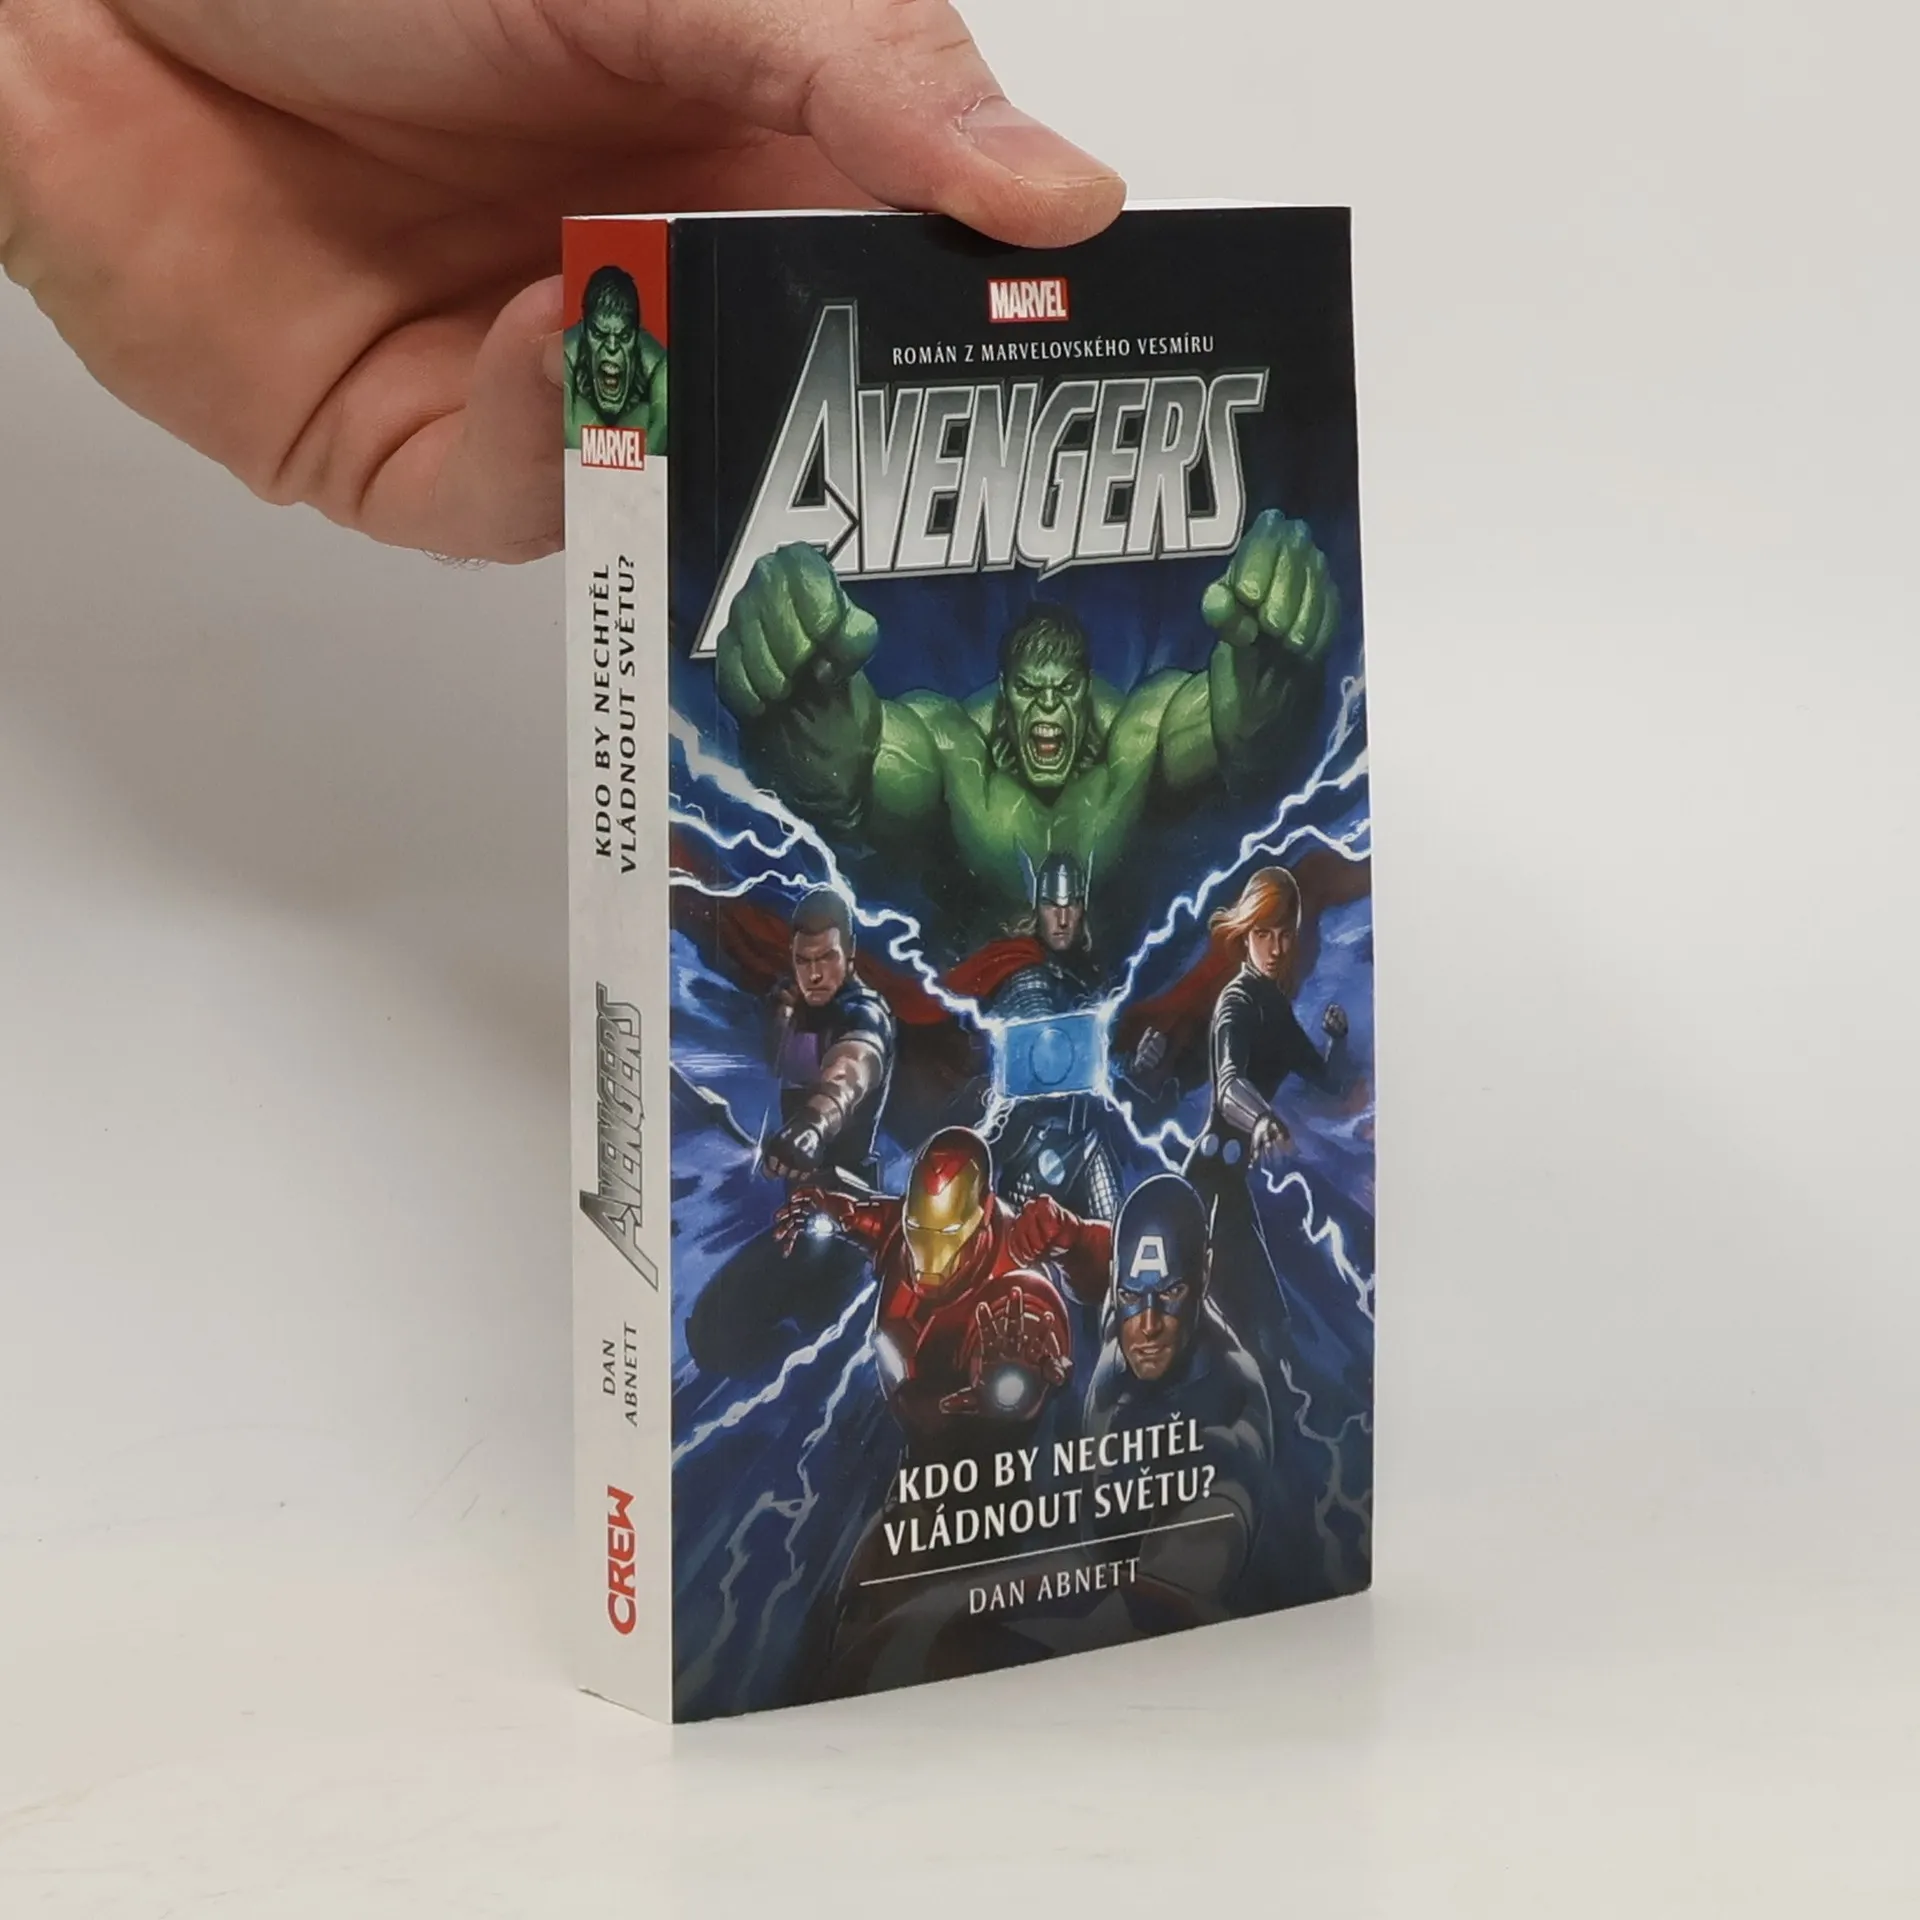 MARVEL
ROMÁN Z MARVELOVSKÉHO VESMÍRU
AVENGERS
A
KDO BY NECHTĚL
VLÁDNOUT SVĚTU?
DAN ABNETT
MARVEL
KDO BY NECHTĚL
VLÁDNOUT SVĚTU?
AVENGERS
DAN
ABNETT
CREW